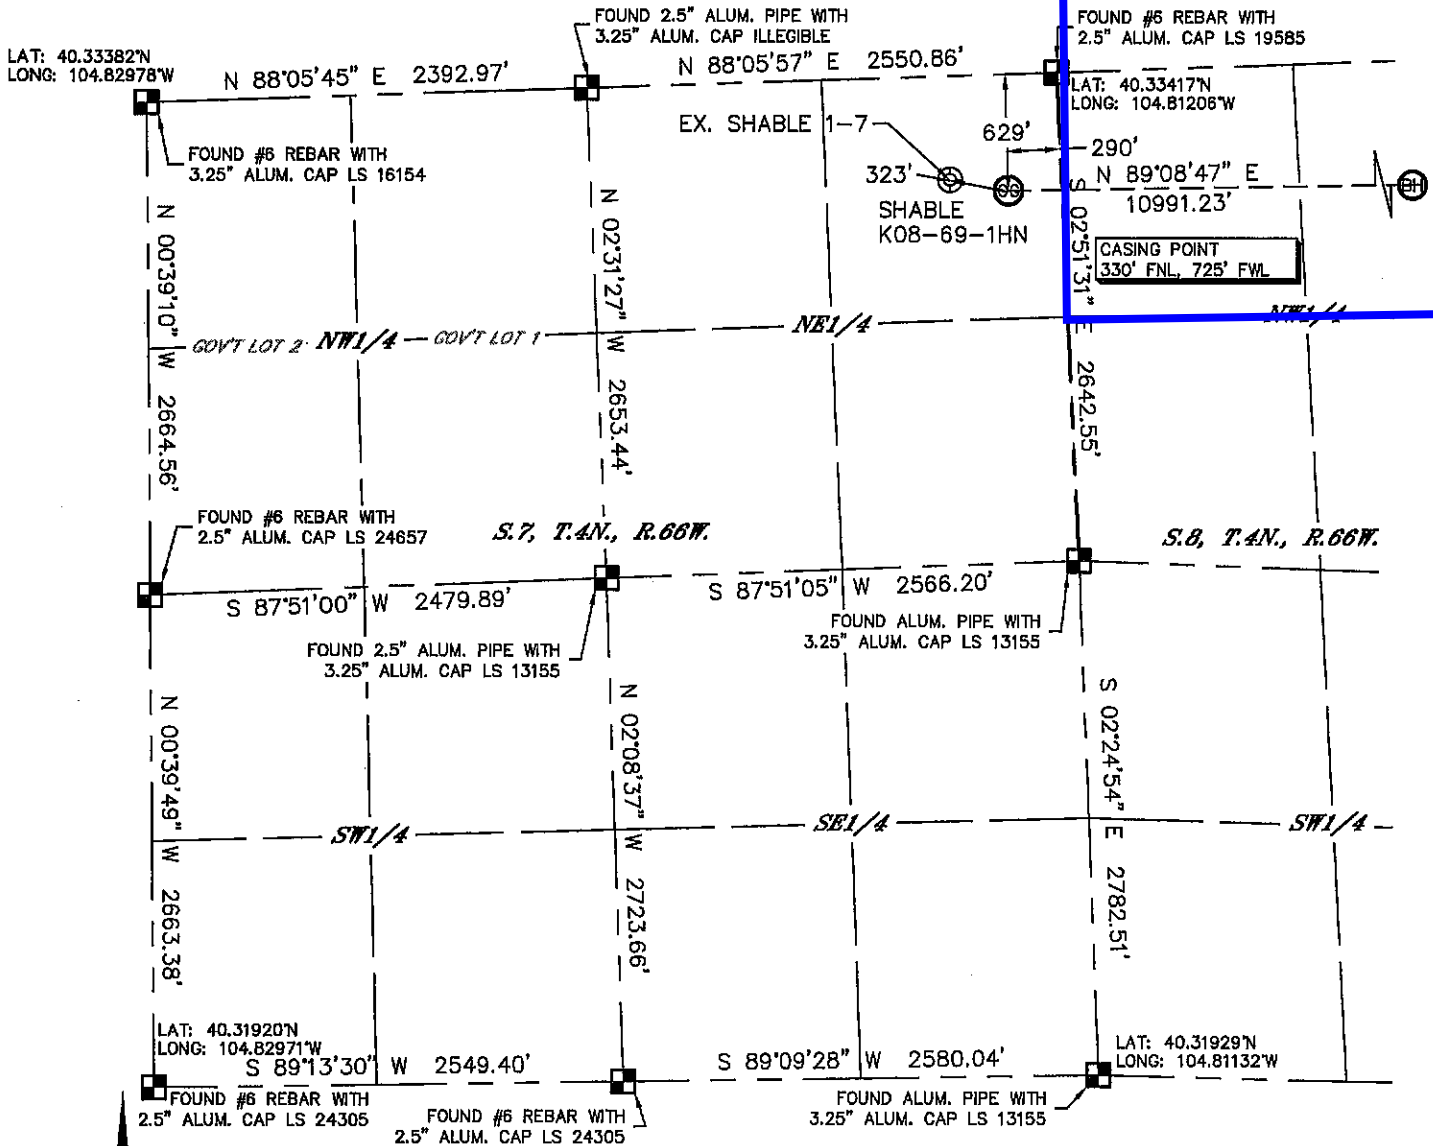 FOUND 2.5" ALUM. PIPE WITH
3.25" ALUM. CAP ILLEGIBLE
FOUND #6 REBAR WITH
2.5" ALUM. CAP LS 19585
LAT: 40.33382°N
LONG: 104.82978°W
N 88°05'45" E 2392.97'
N 88°05'57" E 2550.86'
LAT: 40.33417°N
LONG: 104.81206°W
EX. SHABLE 1-7
629'
290'
FOUND #6 REBAR WITH
3.25" ALUM. CAP LS 16154
323'
N 89°08'47" E
10991.23'
BH
SHABLE
K08-69-1HN
CASING POINT
330' FNL, 725' FWL
N 00°39'10" W 2664.56'
N 02°31'27" W 2653.44'
S 02°51'31" E 2642.55'
GOV'T LOT 2
NW1/4
GOV'T LOT 1
NE1/4
NW1/4
FOUND #6 REBAR WITH
2.5" ALUM. CAP LS 24657
S.7, T.4N., R.66W.
S.8, T.4N., R.66W.
S 87°51'00" W 2479.89'
S 87°51'05" W 2566.20'
FOUND 2.5" ALUM. PIPE WITH
3.25" ALUM. CAP LS 13155
FOUND ALUM. PIPE WITH
3.25" ALUM. CAP LS 13155
N 00°39'49" W 2663.38'
N 02°08'37" W 2723.66'
S 02°24'54" E 2782.51'
SW1/4
SE1/4
SW1/4
LAT: 40.31920°N
LONG: 104.82971°W
S 89°13'30" W 2549.40'
S 89°09'28" W 2580.04'
LAT: 40.31929°N
LONG: 104.81132°W
FOUND #6 REBAR WITH
2.5" ALUM. CAP LS 24305
FOUND #6 REBAR WITH
2.5" ALUM. CAP LS 24305
FOUND ALUM. PIPE WITH
3.25" ALUM. CAP LS 13155